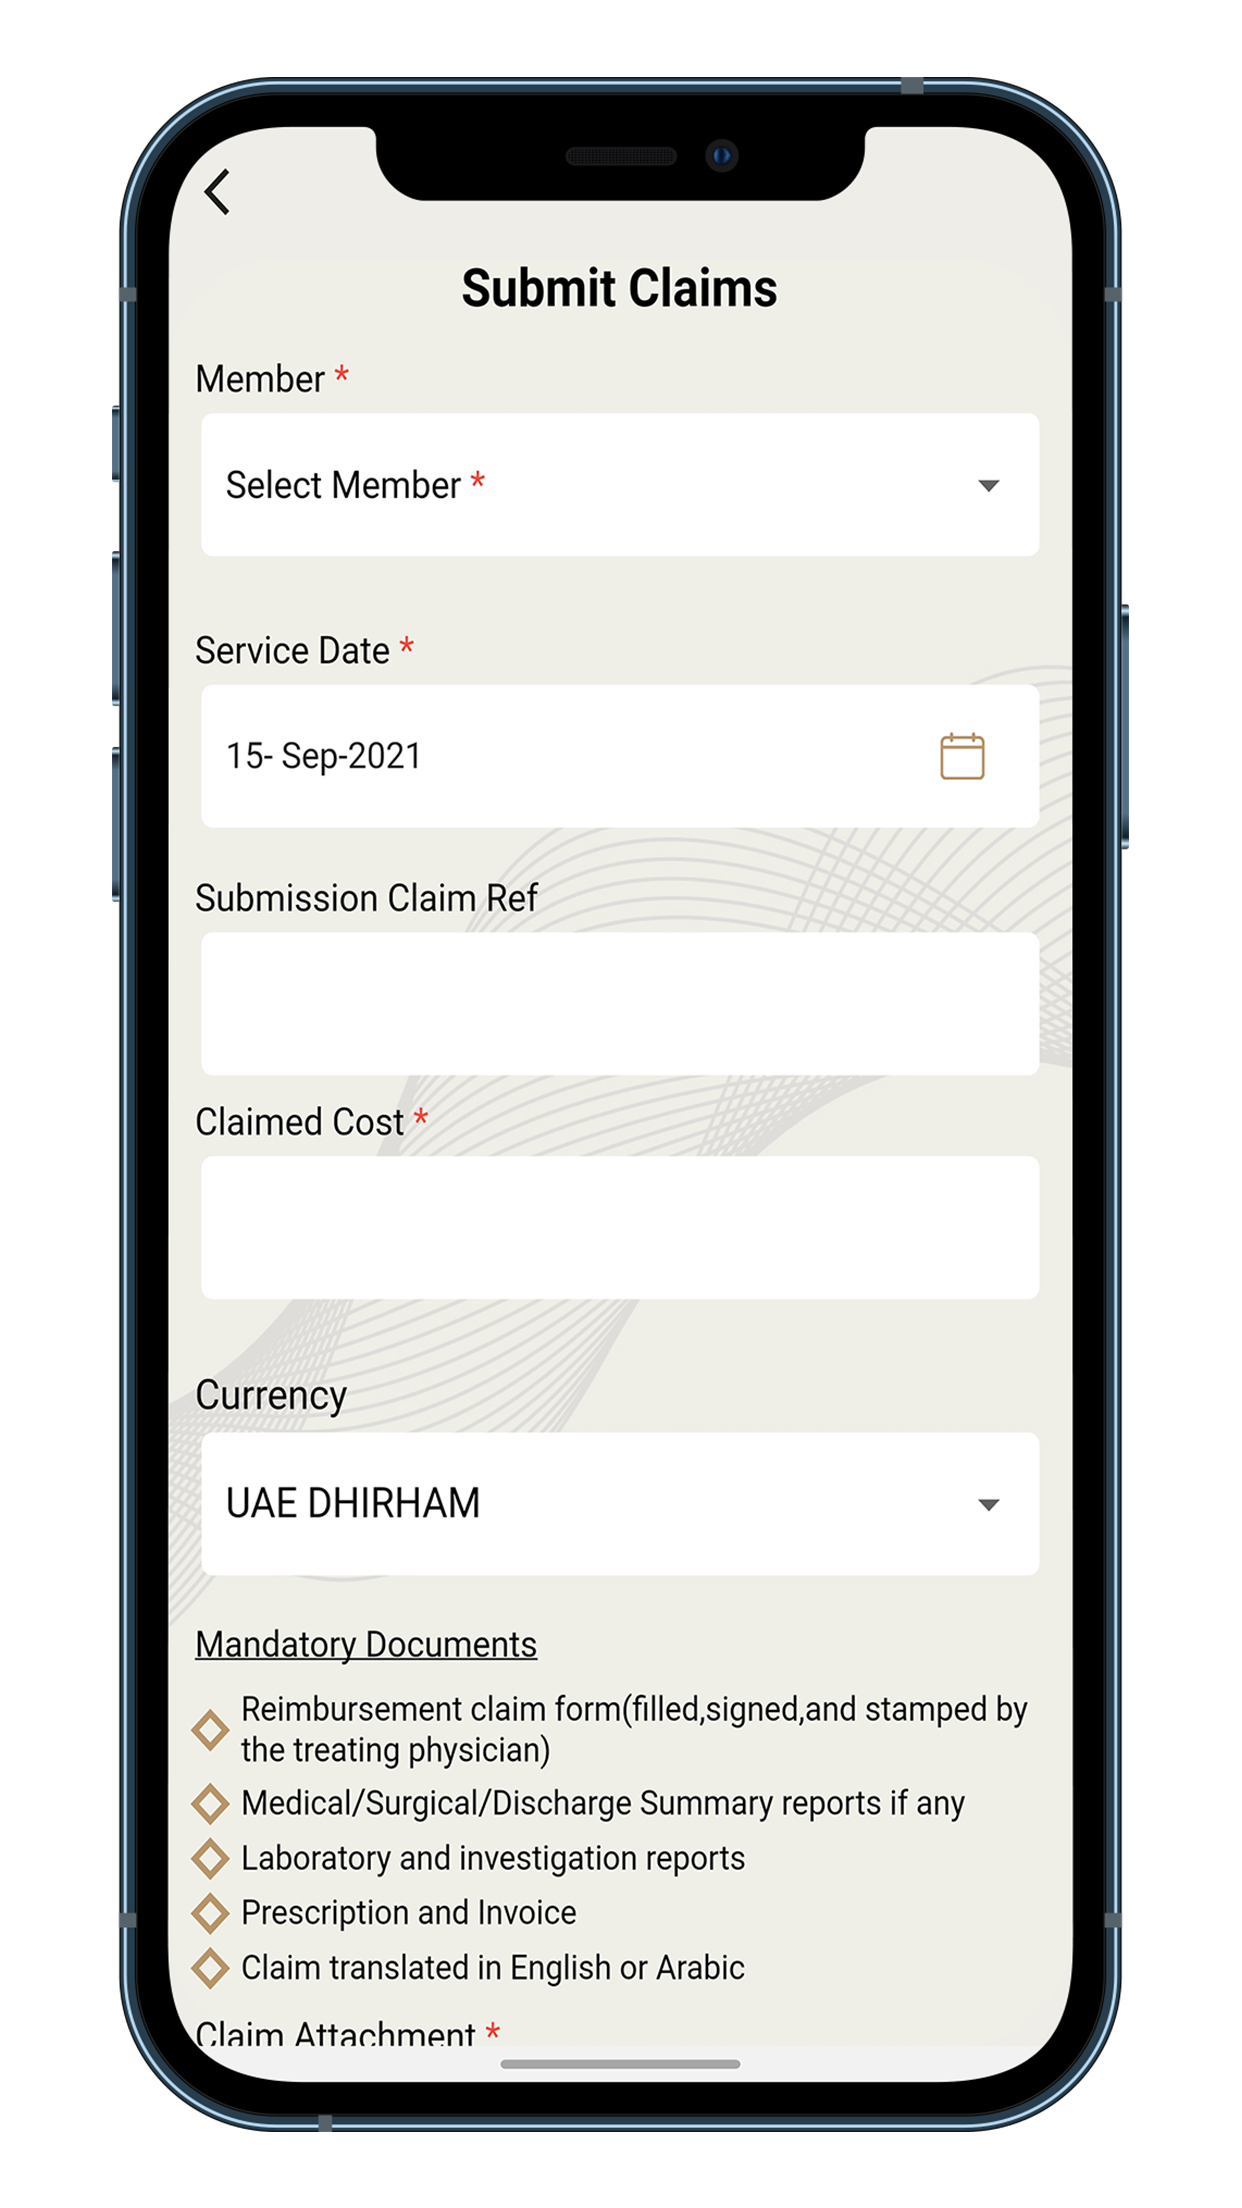 Submit Claims
Member *
Select Member *
Service Date *
15- Sep-2021
Submission Claim Ref
Claimed Cost *
Currency
UAE DHIRHAM
Mandatory Documents
Reimbursement claim form(filled,signed,and stamped by
the treating physician)
Medical/Surgical/Discharge Summary reports if any
Laboratory and investigation reports
Prescription and Invoice
Claim translated in English or Arabic
Claim Attachment *